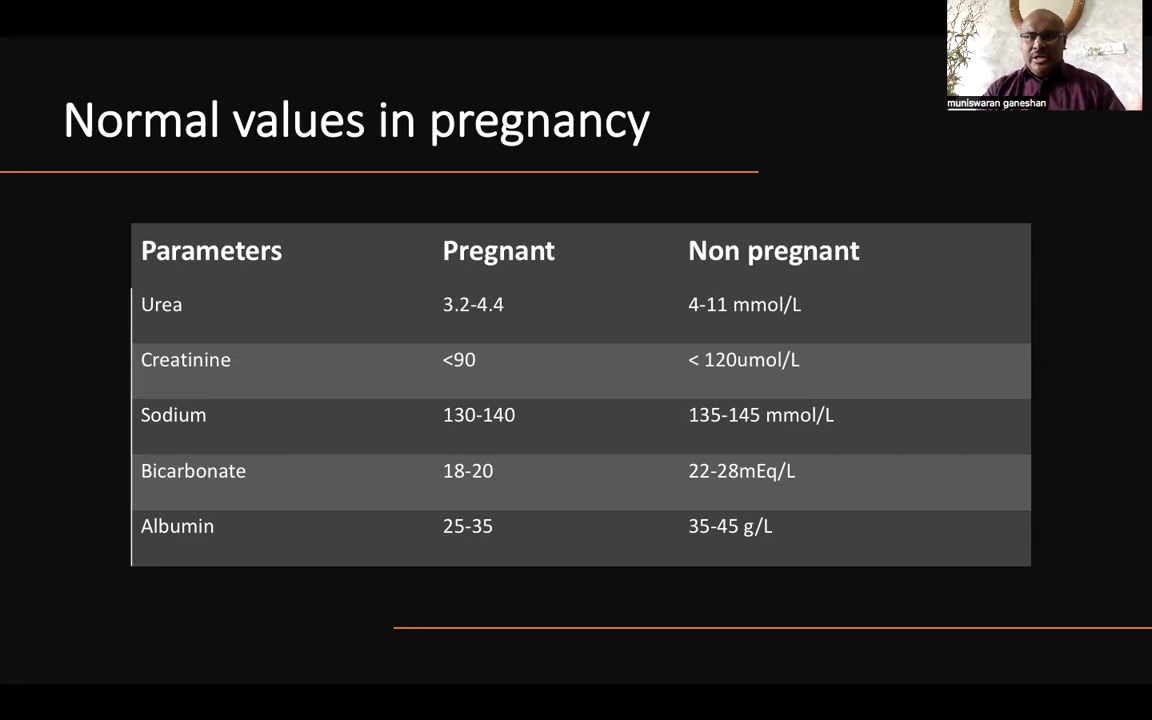 muniswaran ganeshan
Normal values in pregnancy
Parameters Pregnant Non pregnant
Urea 3.2-4.4 4-11 mmol/L
Creatinine <90 < 120umol/L
Sodium 130-140 135-145 mmol/L
Bicarbonate 18-20 22-28mEq/L
Albumin 25-35 35-45 g/L